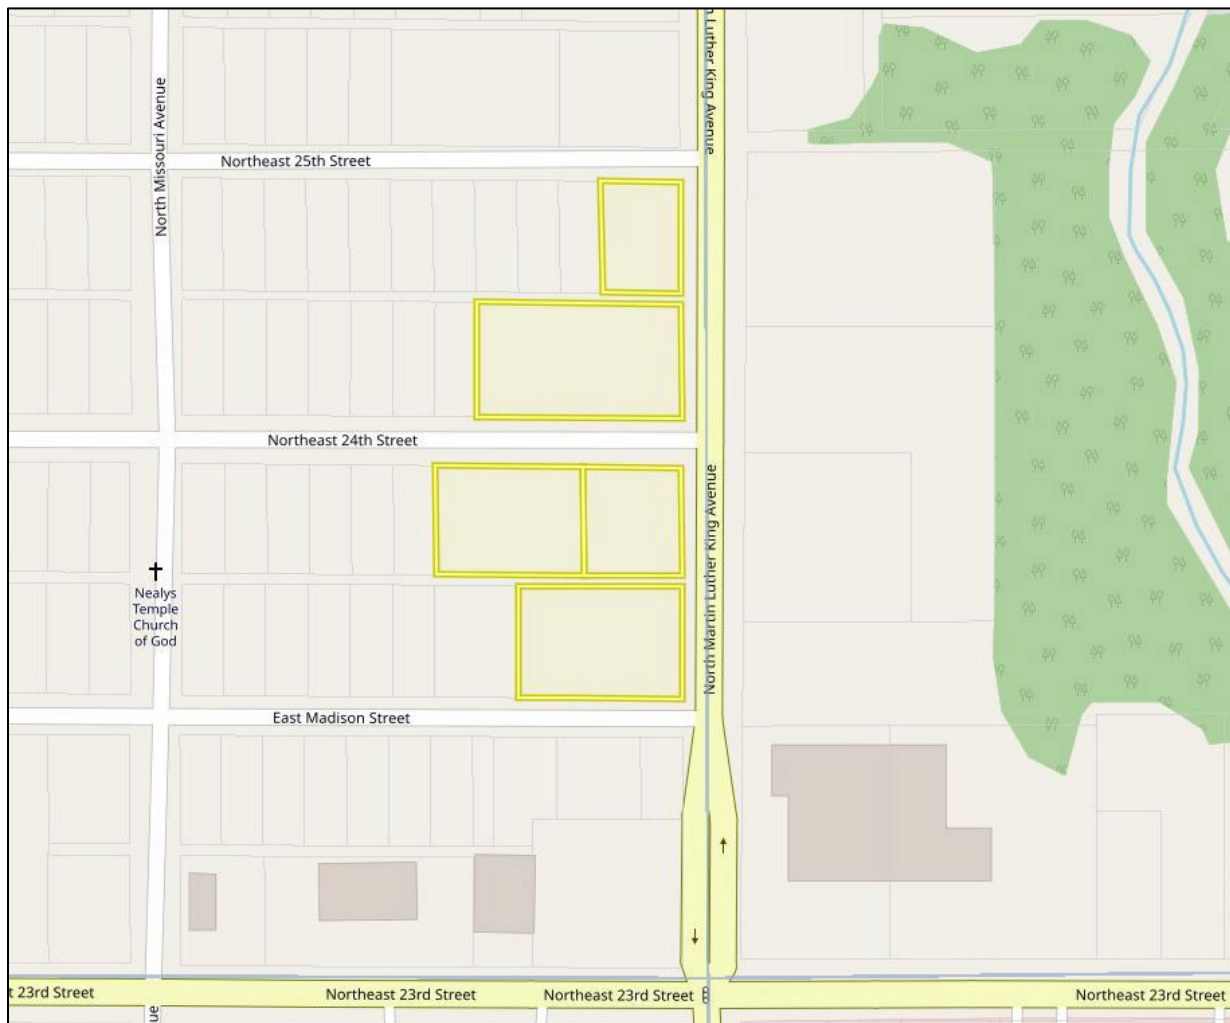 North Missouri Avenue
Luther King Avenue
Northeast 25th Street
Northeast 24th Street
North Martin Luther King Avenue
Nealys
Temple
Church
of God
East Madison Street
t 23rd Street
Northeast 23rd Street
Northeast 23rd Street
Northeast 23rd Street
ue